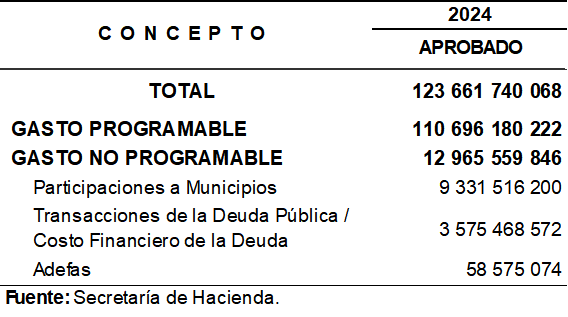 2024
C O N C E P T O
APROBADO
TOTAL 123 661 740 068
GASTO PROGRAMABLE 110 696 180 222
GASTO NO PROGRAMABLE 12 965 559 846
Participaciones a Municipios 9 331 516 200
Transacciones de la Deuda Pública /
Costo Financiero de la Deuda 3 575 468 572
Adefas 58 575 074
Fuente: Secretaría de Hacienda.